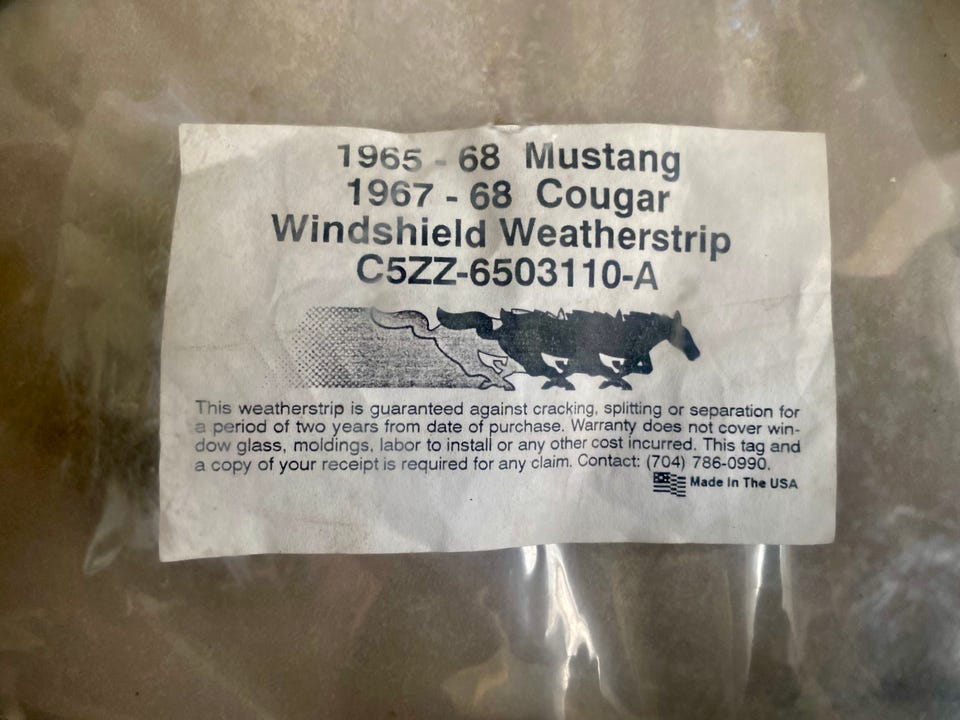 1965 - 68 Mustang
1967 - 68 Cougar
Windshield Weatherstrip
C5ZZ-6503110-A
This weatherstrip is guaranteed against cracking, splitting or separation for
a period of two years from date of purchase. Warranty does not cover win-
dow glass, moldings, labor to install or any other cost incurred. This tag and
a copy of your receipt is required for any claim. Contact: (704) 786-0990.
Made In The USA